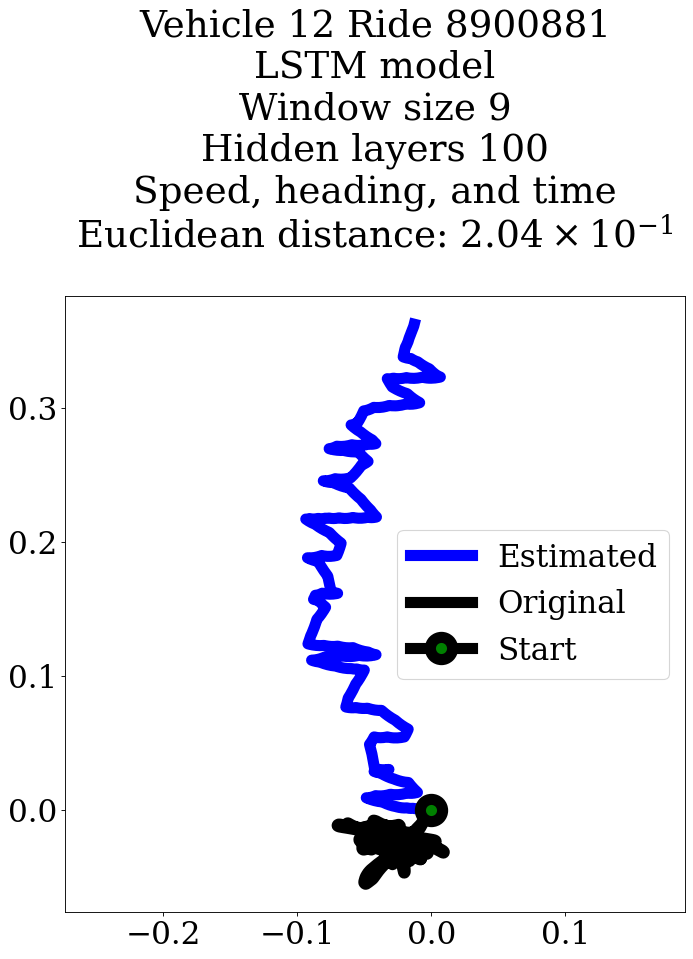 Vehicle 12 Ride 8900881
LSTM model
Window size 9
Hidden layers 100
Speed, heading, and time
Euclidean distance: 2.04 × 10⁻¹
0.3
0.2
0.1
0.0
Estimated
Original
Start
−0.2
−0.1
0.0
0.1